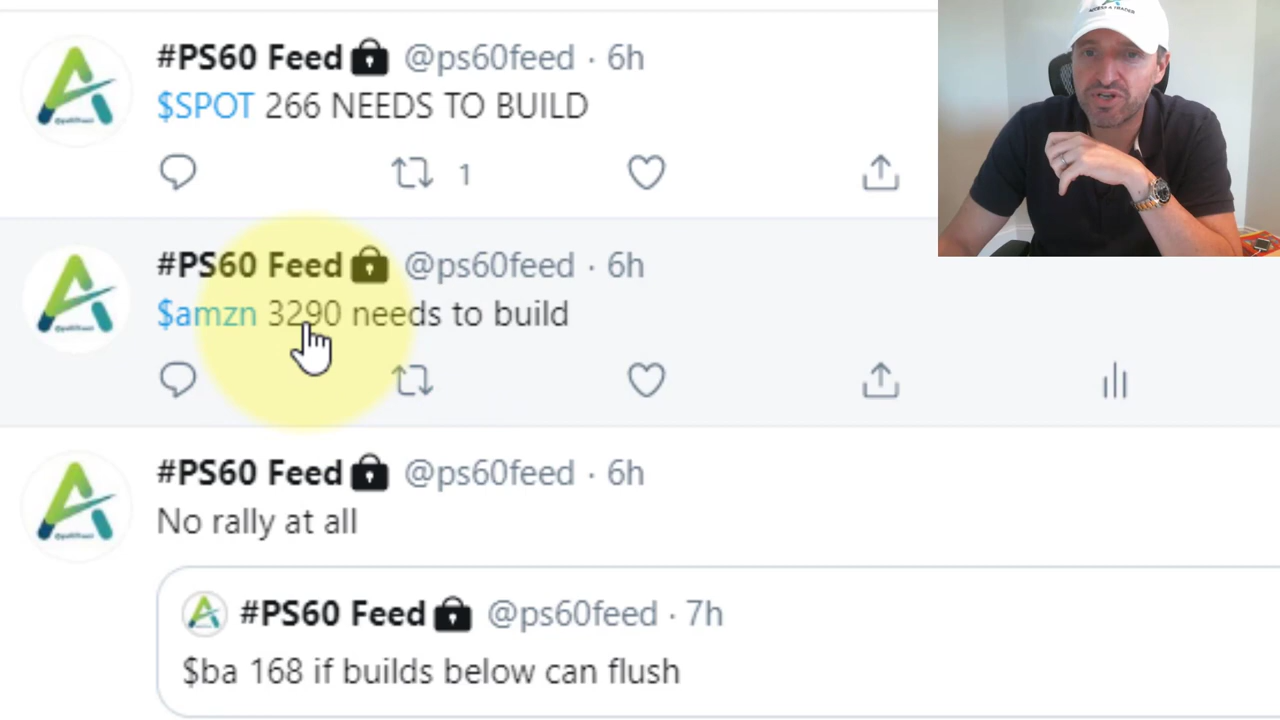 #PS60 Feed @ps60feed · 6h
$SPOT 266 NEEDS TO BUILD
1
#PS60 Feed @ps60feed · 6h
$amzn 3290 needs to build
#PS60 Feed @ps60feed · 6h
No rally at all
#PS60 Feed @ps60feed · 7h
$ba 168 if builds below can flush